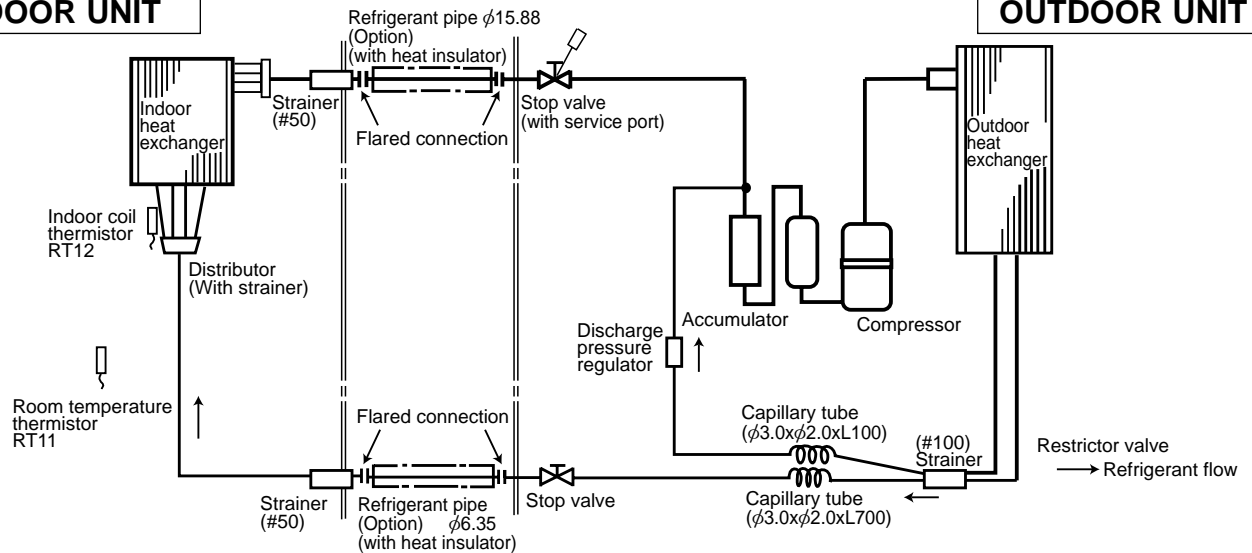 DOOR UNIT
OUTDOOR UNIT
Refrigerant pipe ϕ15.88
(Option)
(with heat insulator)
Indoor
heat
exchanger
Strainer
(#50)
Flared connection
Stop valve
(with service port)
Outdoor
heat
exchanger
Indoor coil
thermistor
RT12
Distributor
(With strainer)
Accumulator
Compressor
Discharge
pressure
regulator
Room temperature
thermistor
RT11
Flared connection
Capillary tube
(ϕ3.0xϕ2.0xL100)
(#100)
Strainer
Restrictor valve
Refrigerant flow
Strainer
(#50)
Refrigerant pipe
(Option) ϕ6.35
(with heat insulator)
Stop valve
Capillary tube
(ϕ3.0xϕ2.0xL700)